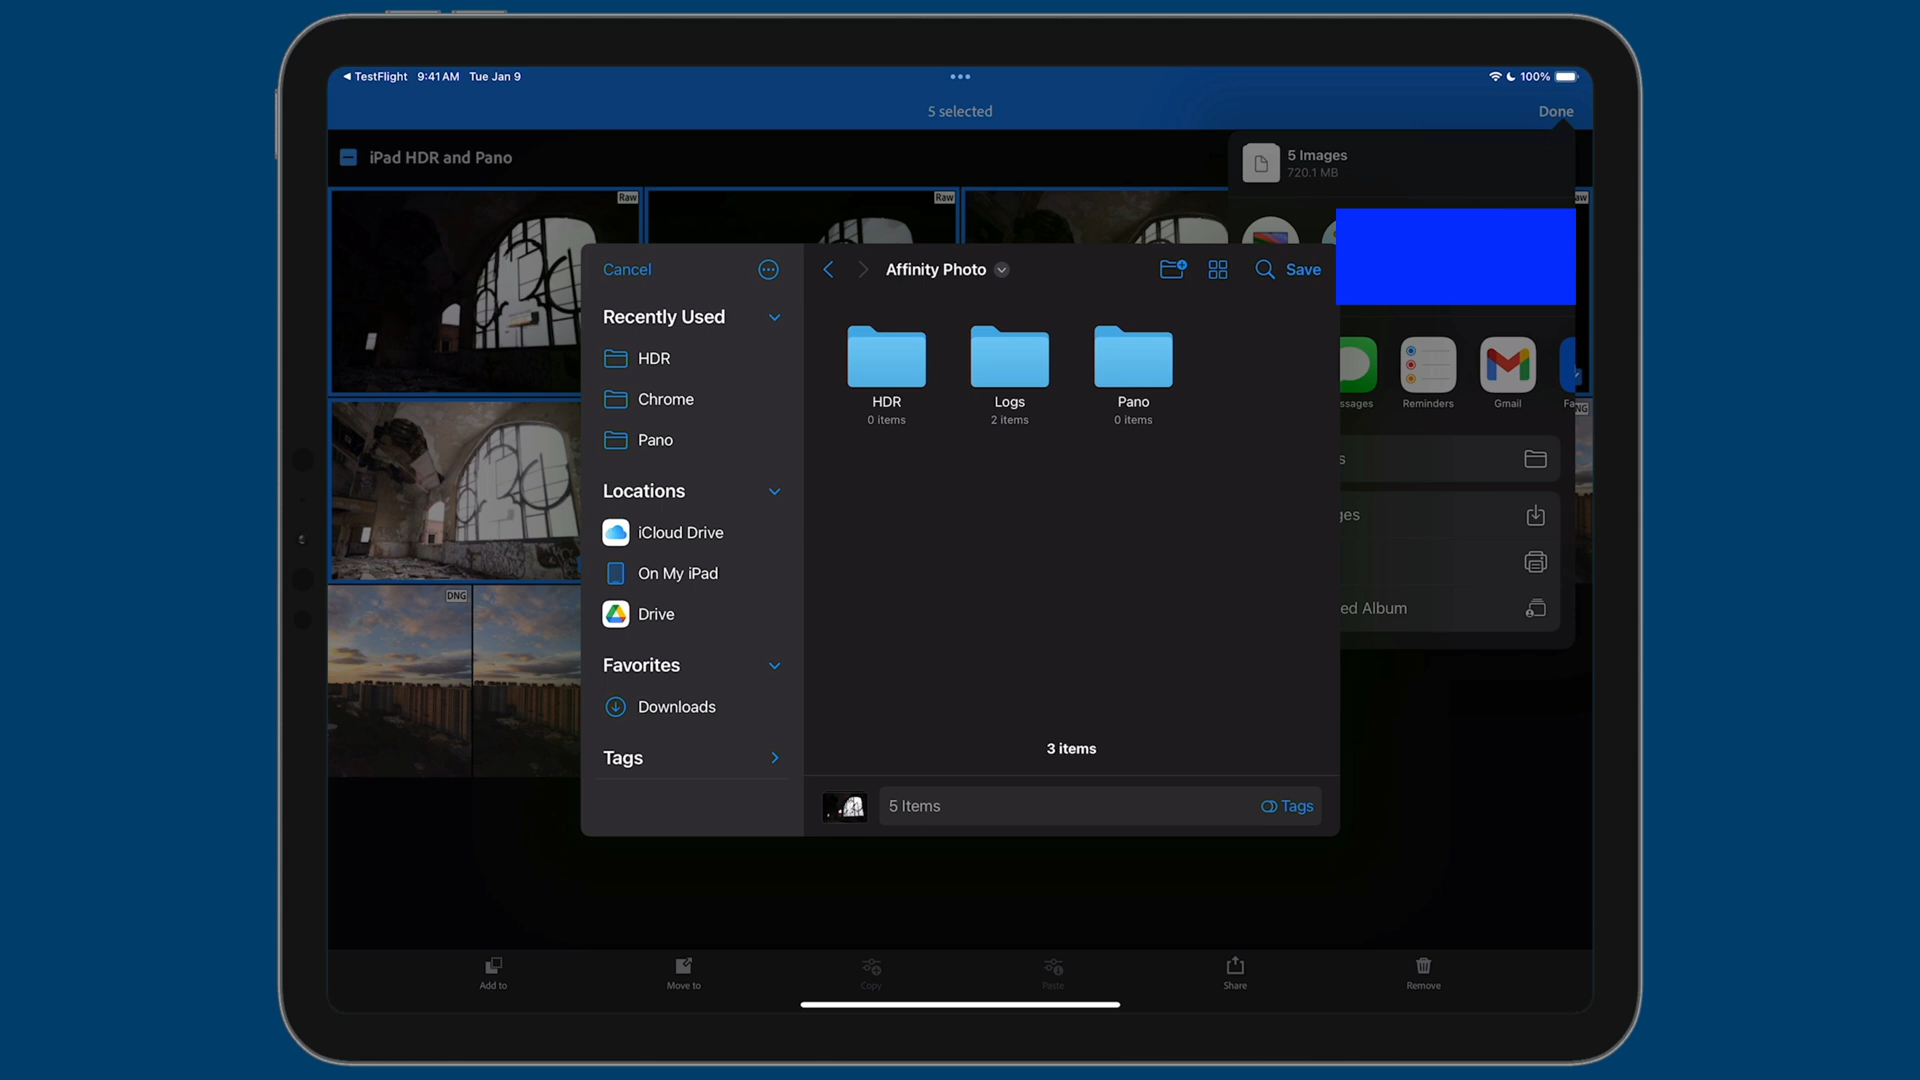 TestFlight 9:41 AM Tue Jan 9
100%
5 selected
Done
iPad HDR and Pano
5 Images
720.1 MB
Raw
Raw
aw
Cancel
Affinity Photo
Save
Recently Used
HDR
Chrome
Pano
Locations
iCloud Drive
On My iPad
Drive
Favorites
Downloads
Tags
HDR
0 items
Logs
2 items
Pano
0 items
3 items
5 Items
Tags
ssages
Reminders
Gmail
Fa
NG
s
ges
ed Album
DNG
Add to
Move to
Copy
Paste
Share
Remove